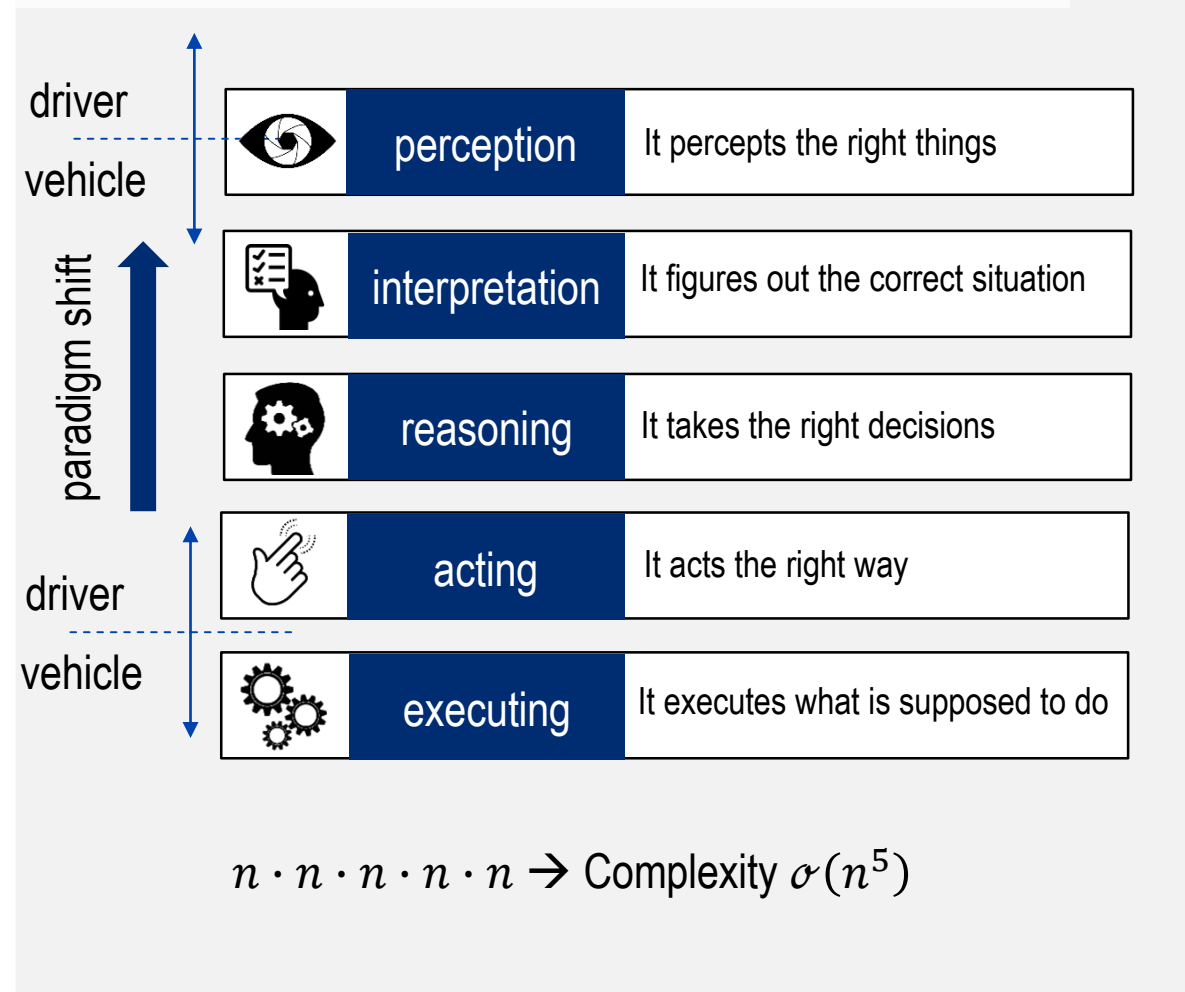 driver
vehicle
perception
It percepts the right things
paradigm shift
interpretation
It figures out the correct situation
reasoning
It takes the right decisions
acting
It acts the right way
driver
vehicle
executing
It executes what is supposed to do
𝑛 · 𝑛 · 𝑛 · 𝑛 · 𝑛 → Complexity ℴ(𝑛⁵)